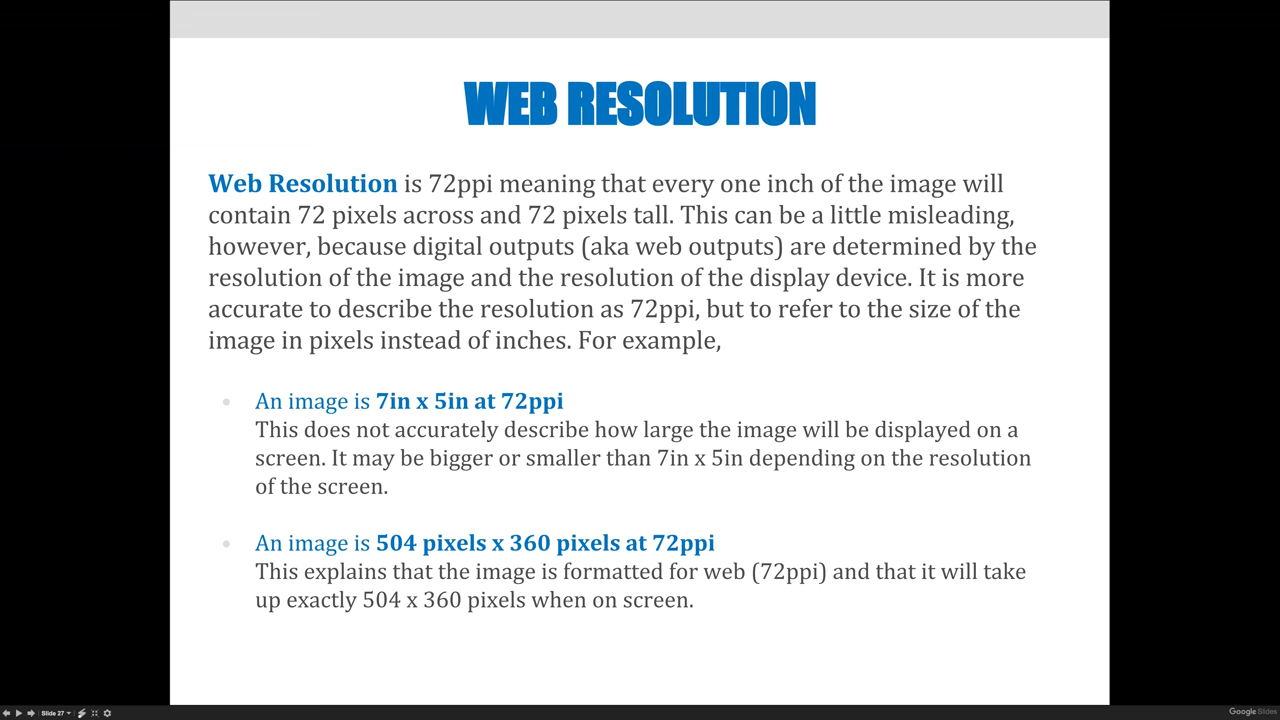 WEB RESOLUTION
Web Resolution is 72ppi meaning that every one inch of the image will
contain 72 pixels across and 72 pixels tall. This can be a little misleading,
however, because digital outputs (aka web outputs) are determined by the
resolution of the image and the resolution of the display device. It is more
accurate to describe the resolution as 72ppi, but to refer to the size of the
image in pixels instead of inches. For example,
An image is 7in x 5in at 72ppi
This does not accurately describe how large the image will be displayed on a
screen. It may be bigger or smaller than 7in x 5in depending on the resolution
of the screen.
An image is 504 pixels x 360 pixels at 72ppi
This explains that the image is formatted for web (72ppi) and that it will take
up exactly 504 x 360 pixels when on screen.
Slide 27
Google Slides